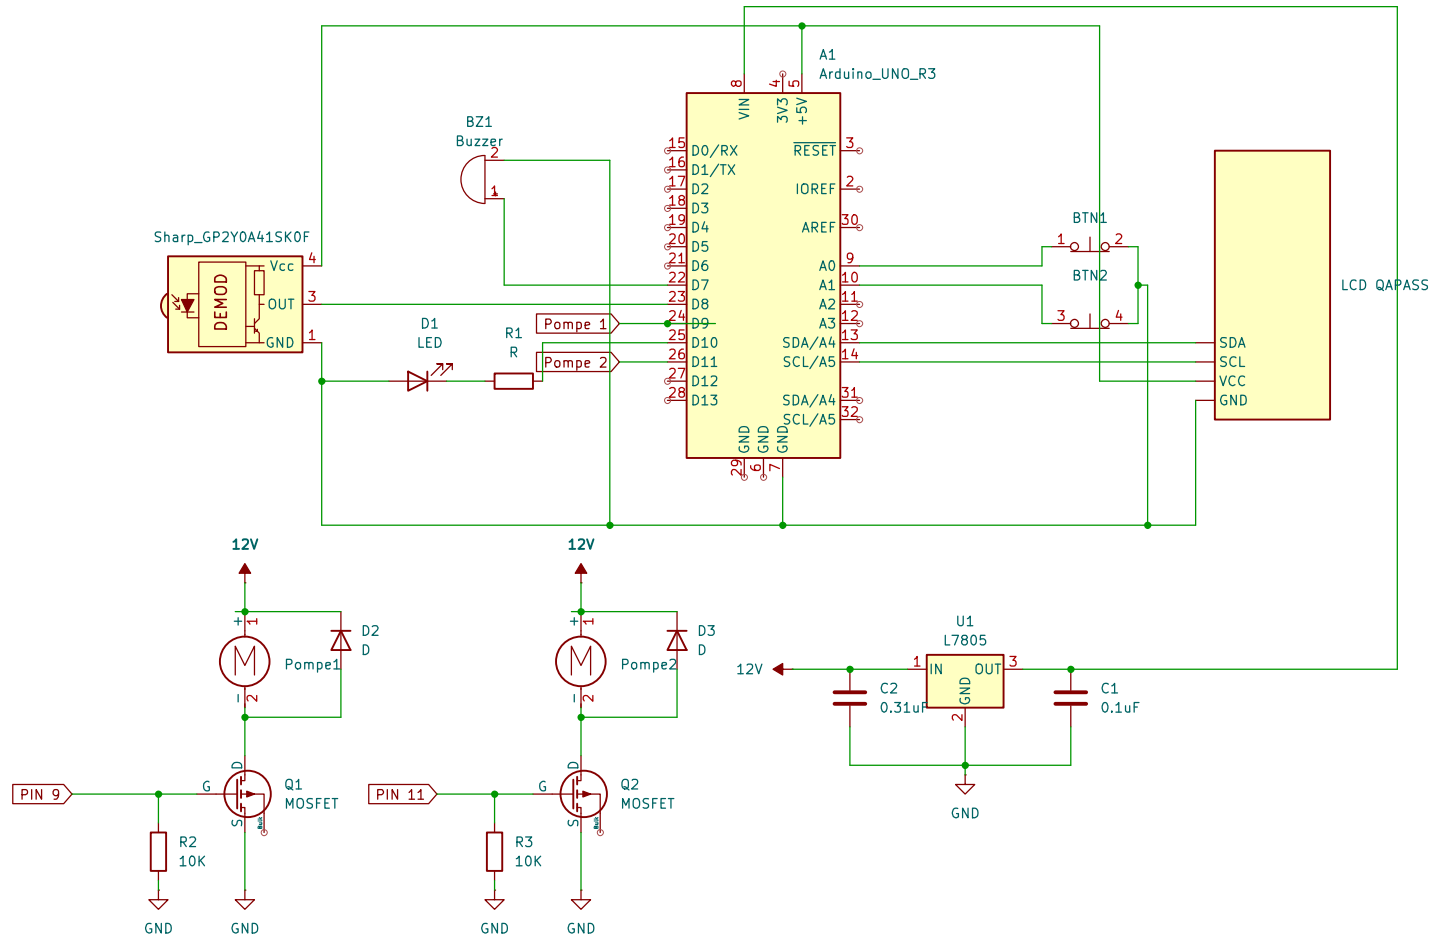 A1
Arduino_UNO_R3
8
4
5
VIN
3V3
+5V
BZ1
Buzzer
2
1
15
D0/RX
16
D1/TX
17
D2
18
D3
19
D4
20
D5
21
D6
22
D7
23
D8
24
D9
25
D10
26
D11
27
D12
28
D13
RESET
3
IOREF
2
AREF
30
A0
9
A1
10
A2
11
A3
12
SDA/A4
13
SCL/A5
14
SDA/A4
31
SCL/A5
32
GND
GND
GND
29
6
7
BTN1
1
2
BTN2
3
4
LCD QAPASS
SDA
SCL
VCC
GND
Sharp_GP2Y0A41SK0F
DEMOD
Vcc
4
OUT
3
GND
1
D1
LED
R1
R
Pompe 1
Pompe 2
12V
+
1
M
Pompe1
-
2
D2
D
PIN 9
G
D
S
Bulk
Q1
MOSFET
R2
10K
GND
GND
12V
+
1
M
Pompe2
-
2
D3
D
PIN 11
G
D
S
Bulk
Q2
MOSFET
R3
10K
GND
GND
12V
U1
L7805
1
IN
OUT
3
GND
2
C2
0.31uF
C1
0.1uF
GND